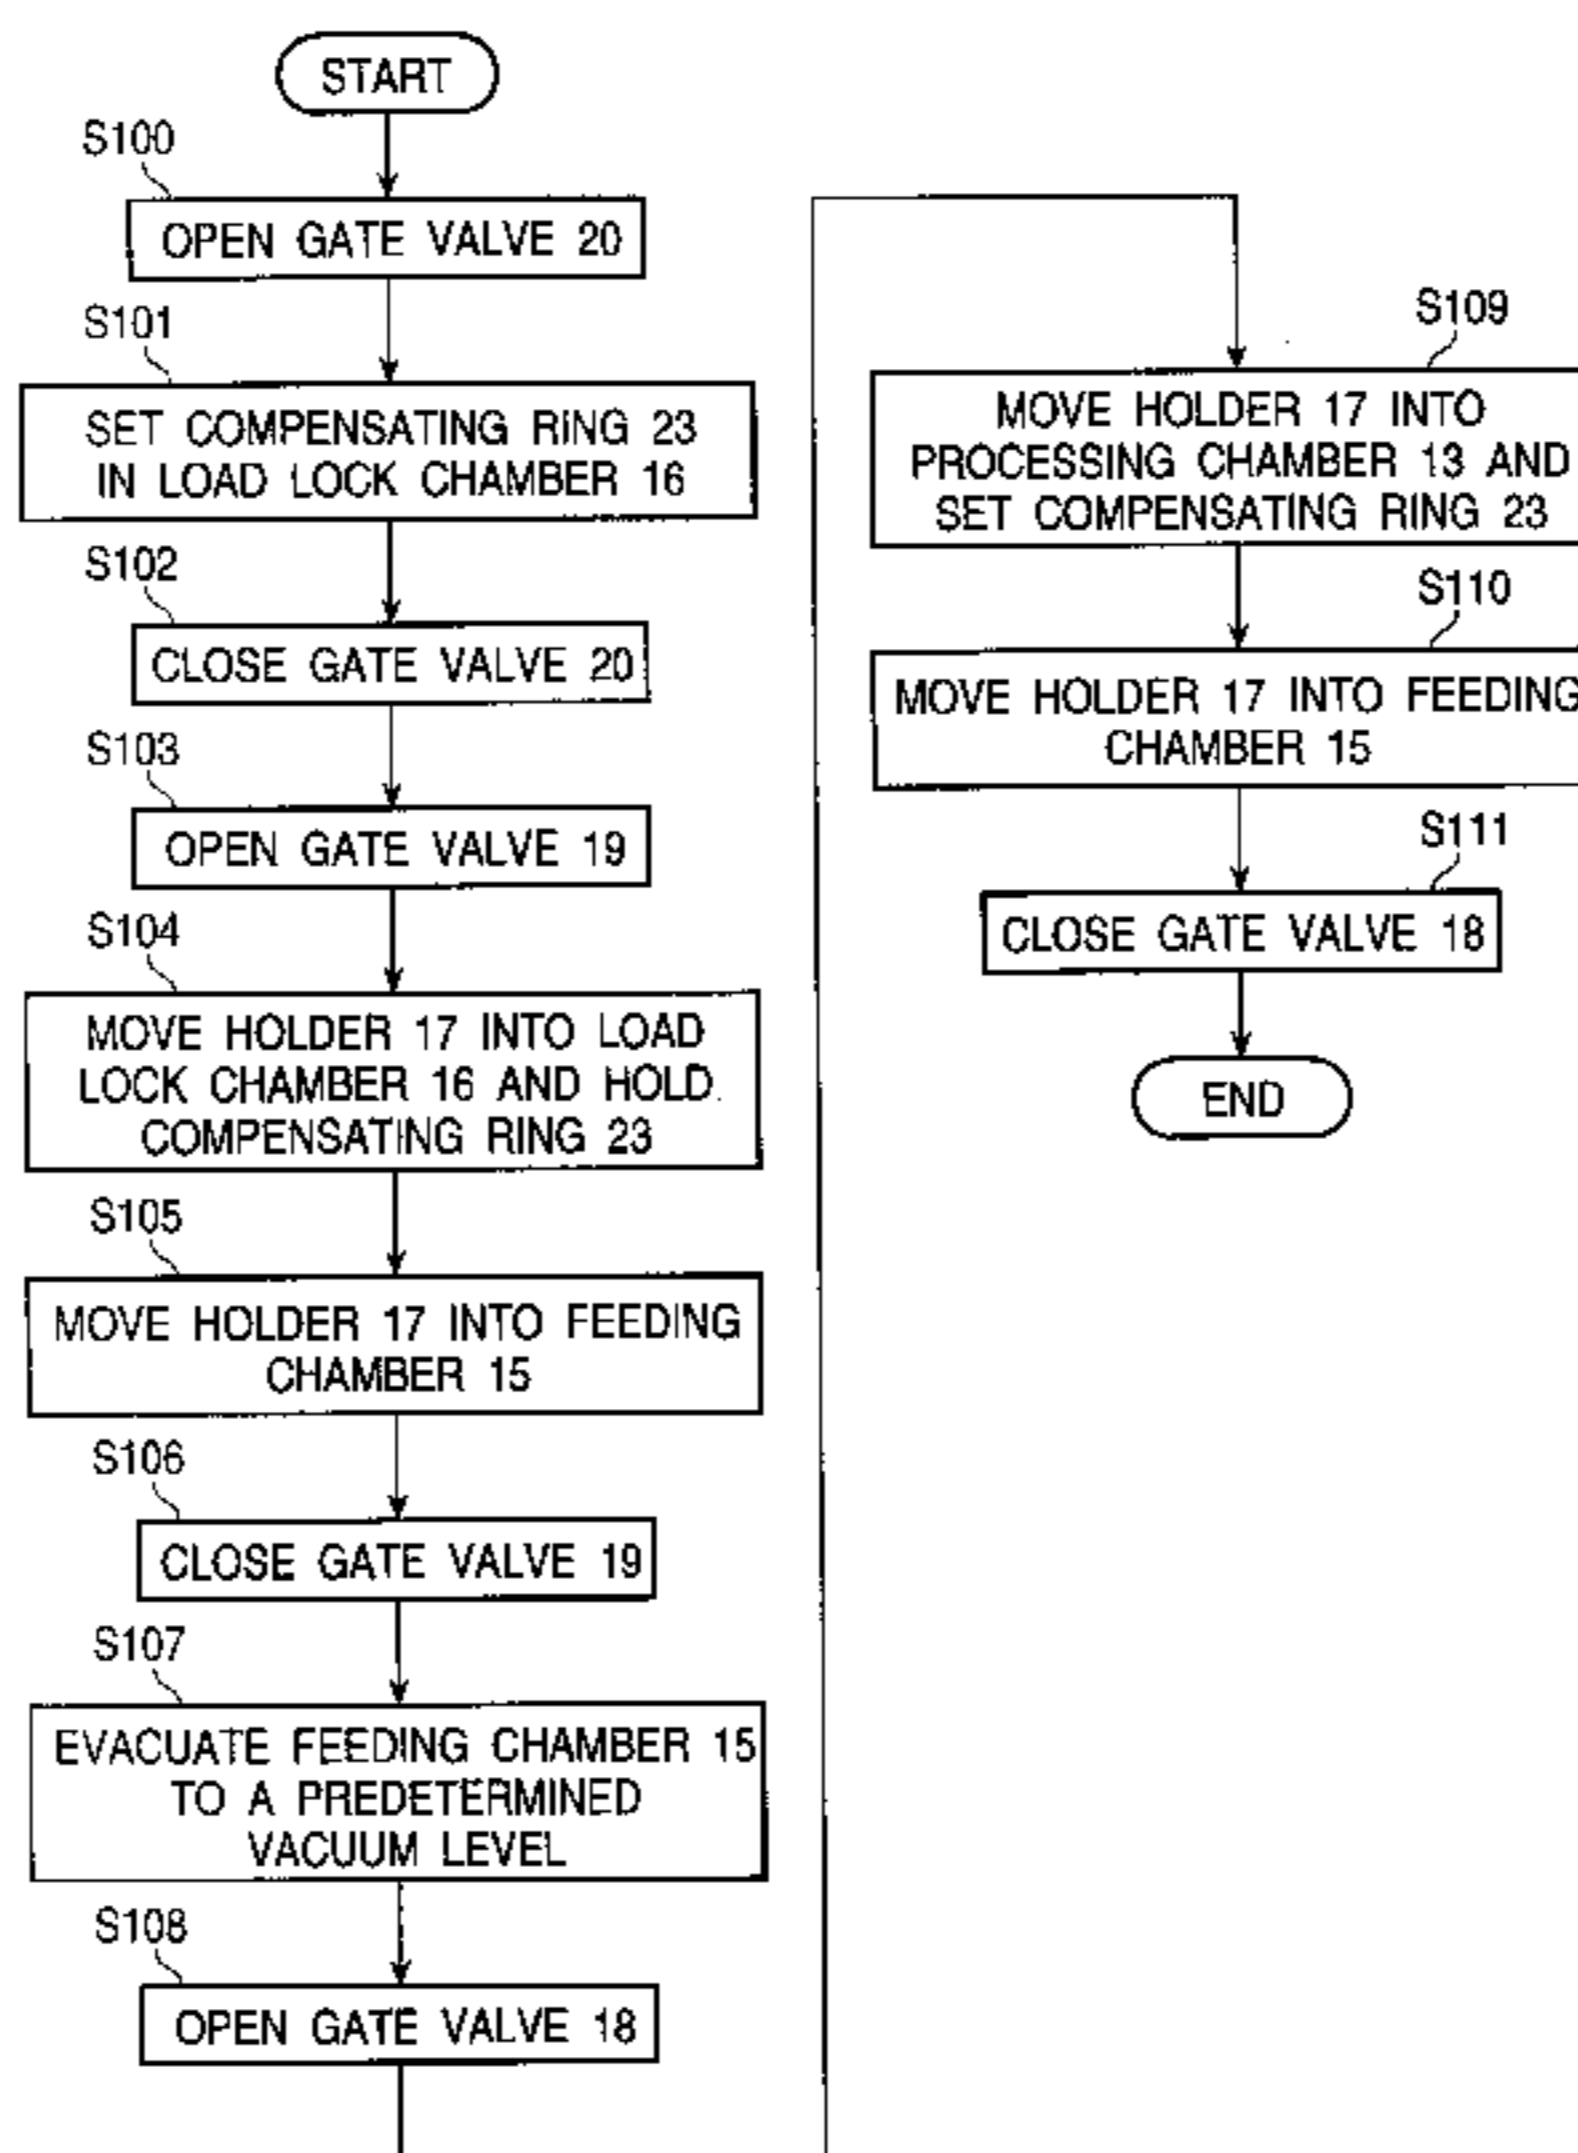 START
S100
OPEN GATE VALVE 20
S101
SET COMPENSATING RING 23
IN LOAD LOCK CHAMBER 16
S102
CLOSE GATE VALVE 20
S103
OPEN GATE VALVE 19
S104
MOVE HOLDER 17 INTO LOAD
LOCK CHAMBER 16 AND HOLD
COMPENSATING RING 23
S105
MOVE HOLDER 17 INTO FEEDING
CHAMBER 15
S106
CLOSE GATE VALVE 19
S107
EVACUATE FEEDING CHAMBER 15
TO A PREDETERMINED
VACUUM LEVEL
S108
OPEN GATE VALVE 18
S109
MOVE HOLDER 17 INTO
PROCESSING CHAMBER 13 AND
SET COMPENSATING RING 23
S110
MOVE HOLDER 17 INTO FEEDING
CHAMBER 15
S111
CLOSE GATE VALVE 18
END